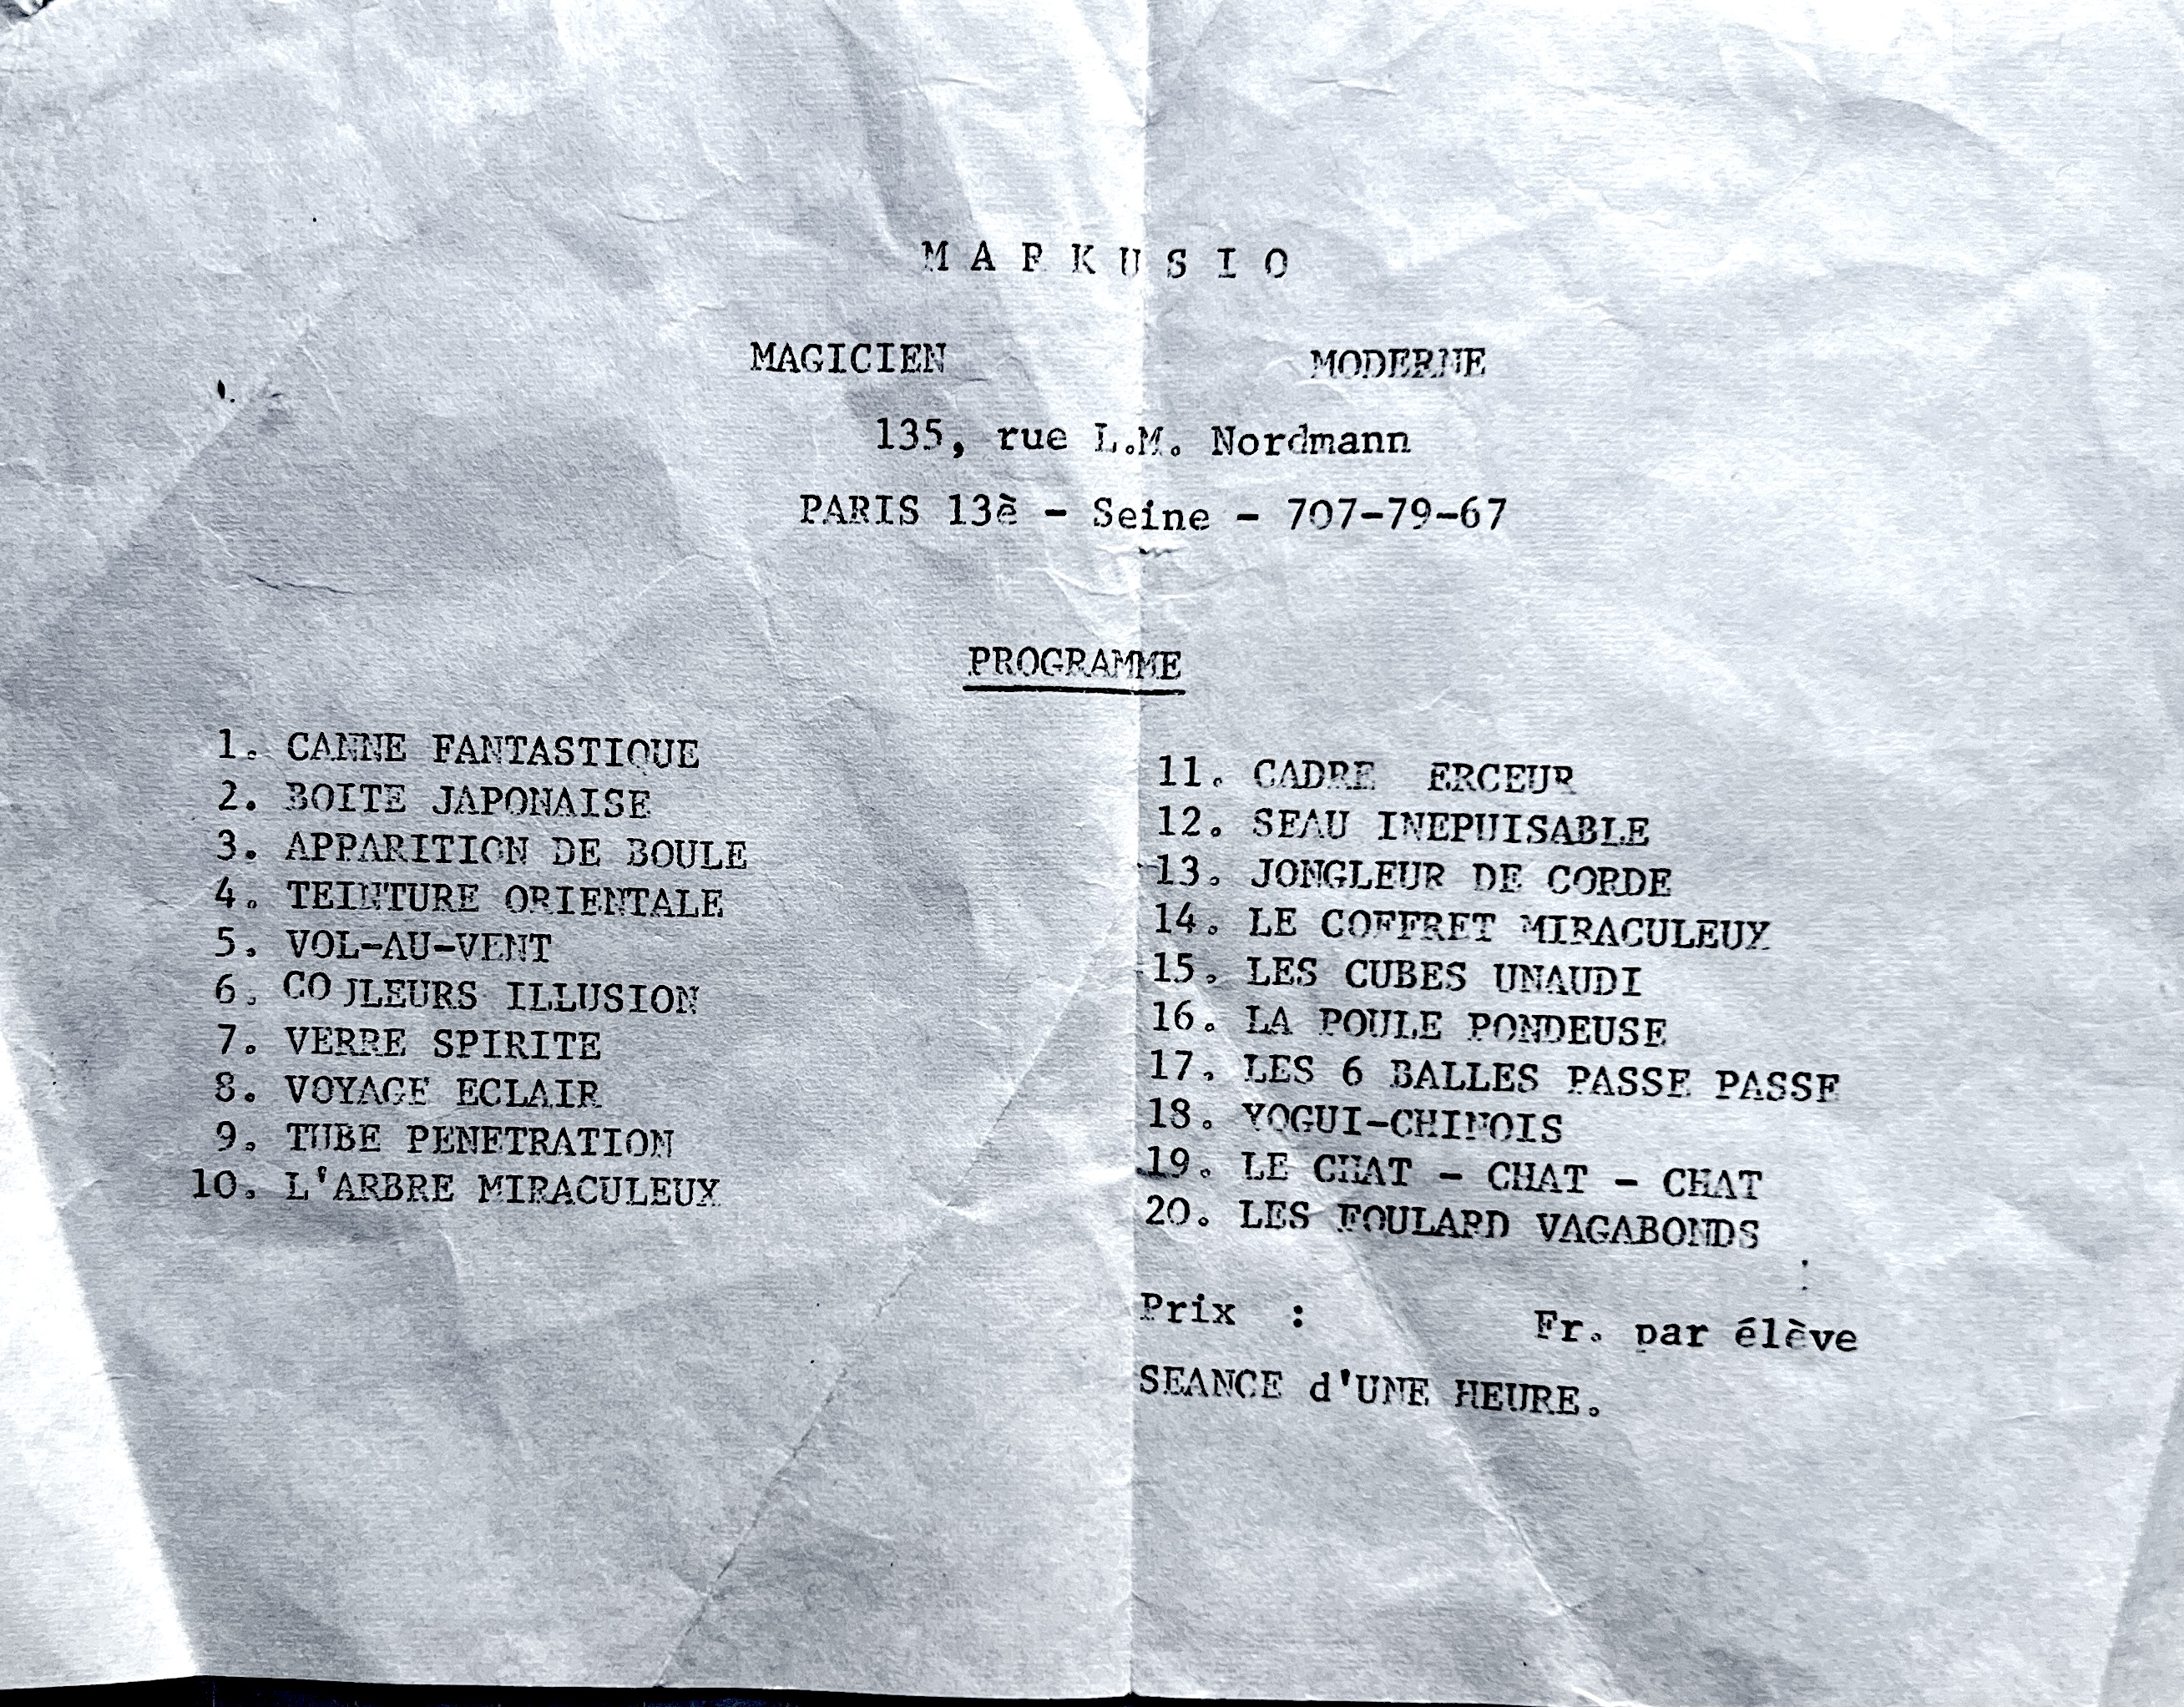 MARKUSIO
MAGICIEN MODERNE
135, rue L.M. Nordmann
PARIS 13è - Seine - 707-79-67
PROGRAMME
1. CANNE FANTASTIQUE
2. BOITE JAPONAISE
3. APPARITION DE BOULE
4. TEINTURE ORIENTALE
5. VOL-AU-VENT
6. COULEURS ILLUSION
7. VERRE SPIRITE
8. VOYAGE ECLAIR
9. TUBE PENETRATION
10. L'ARBRE MIRACULEUX
11. CADRE ERCEUR
12. SEAU INEPUISABLE
13. JONGLEUR DE CORDE
14. LE COFFRET MIRACULEUX
15. LES CUBES UNAUDI
16. LA POULE PONDEUSE
17. LES 6 BALLES PASSE PASSE
18. YOGUI-CHINOIS
19. LE CHAT - CHAT - CHAT
20. LES FOULARD VAGABONDS
Prix : Fr. par élève
SEANCE d'UNE HEURE.